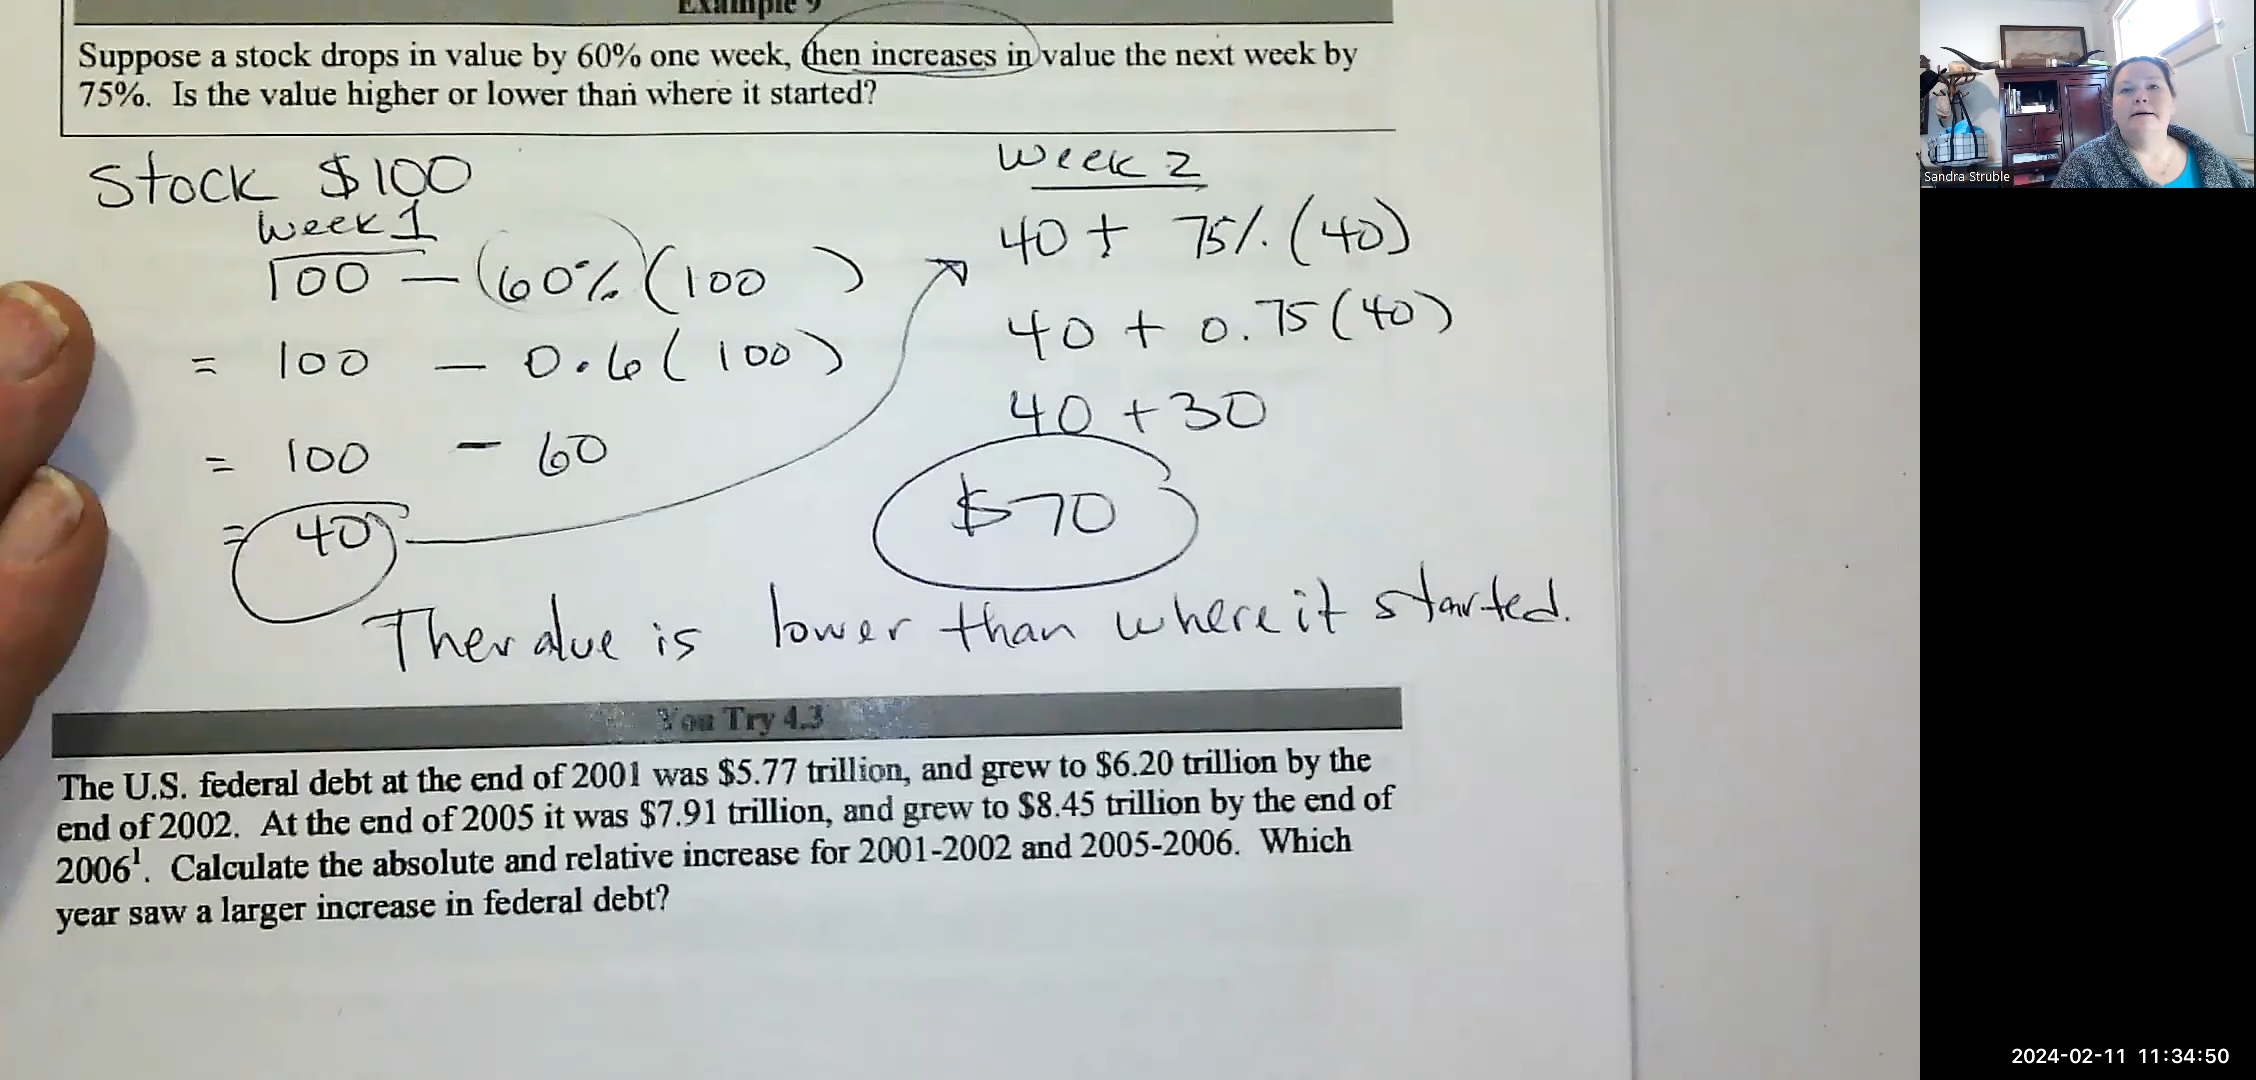 Example 9
Suppose a stock drops in value by 60% one week, then increases in value the next week by
75%. Is the value higher or lower than where it started?
Stock $100
Week 1
100 - 60% (100 )
= 100 - 0.6 (100)
= 100 - 60
= 40
Week 2
40 + 75% (40)
40 + 0.75 (40)
40 + 30
$70
The value is lower than where it started.
You Try 4.3
The U.S. federal debt at the end of 2001 was $5.77 trillion, and grew to $6.20 trillion by the
end of 2002. At the end of 2005 it was $7.91 trillion, and grew to $8.45 trillion by the end of
2006¹. Calculate the absolute and relative increase for 2001-2002 and 2005-2006. Which
year saw a larger increase in federal debt?
Sandra Struble
2024-02-11 11:34:50